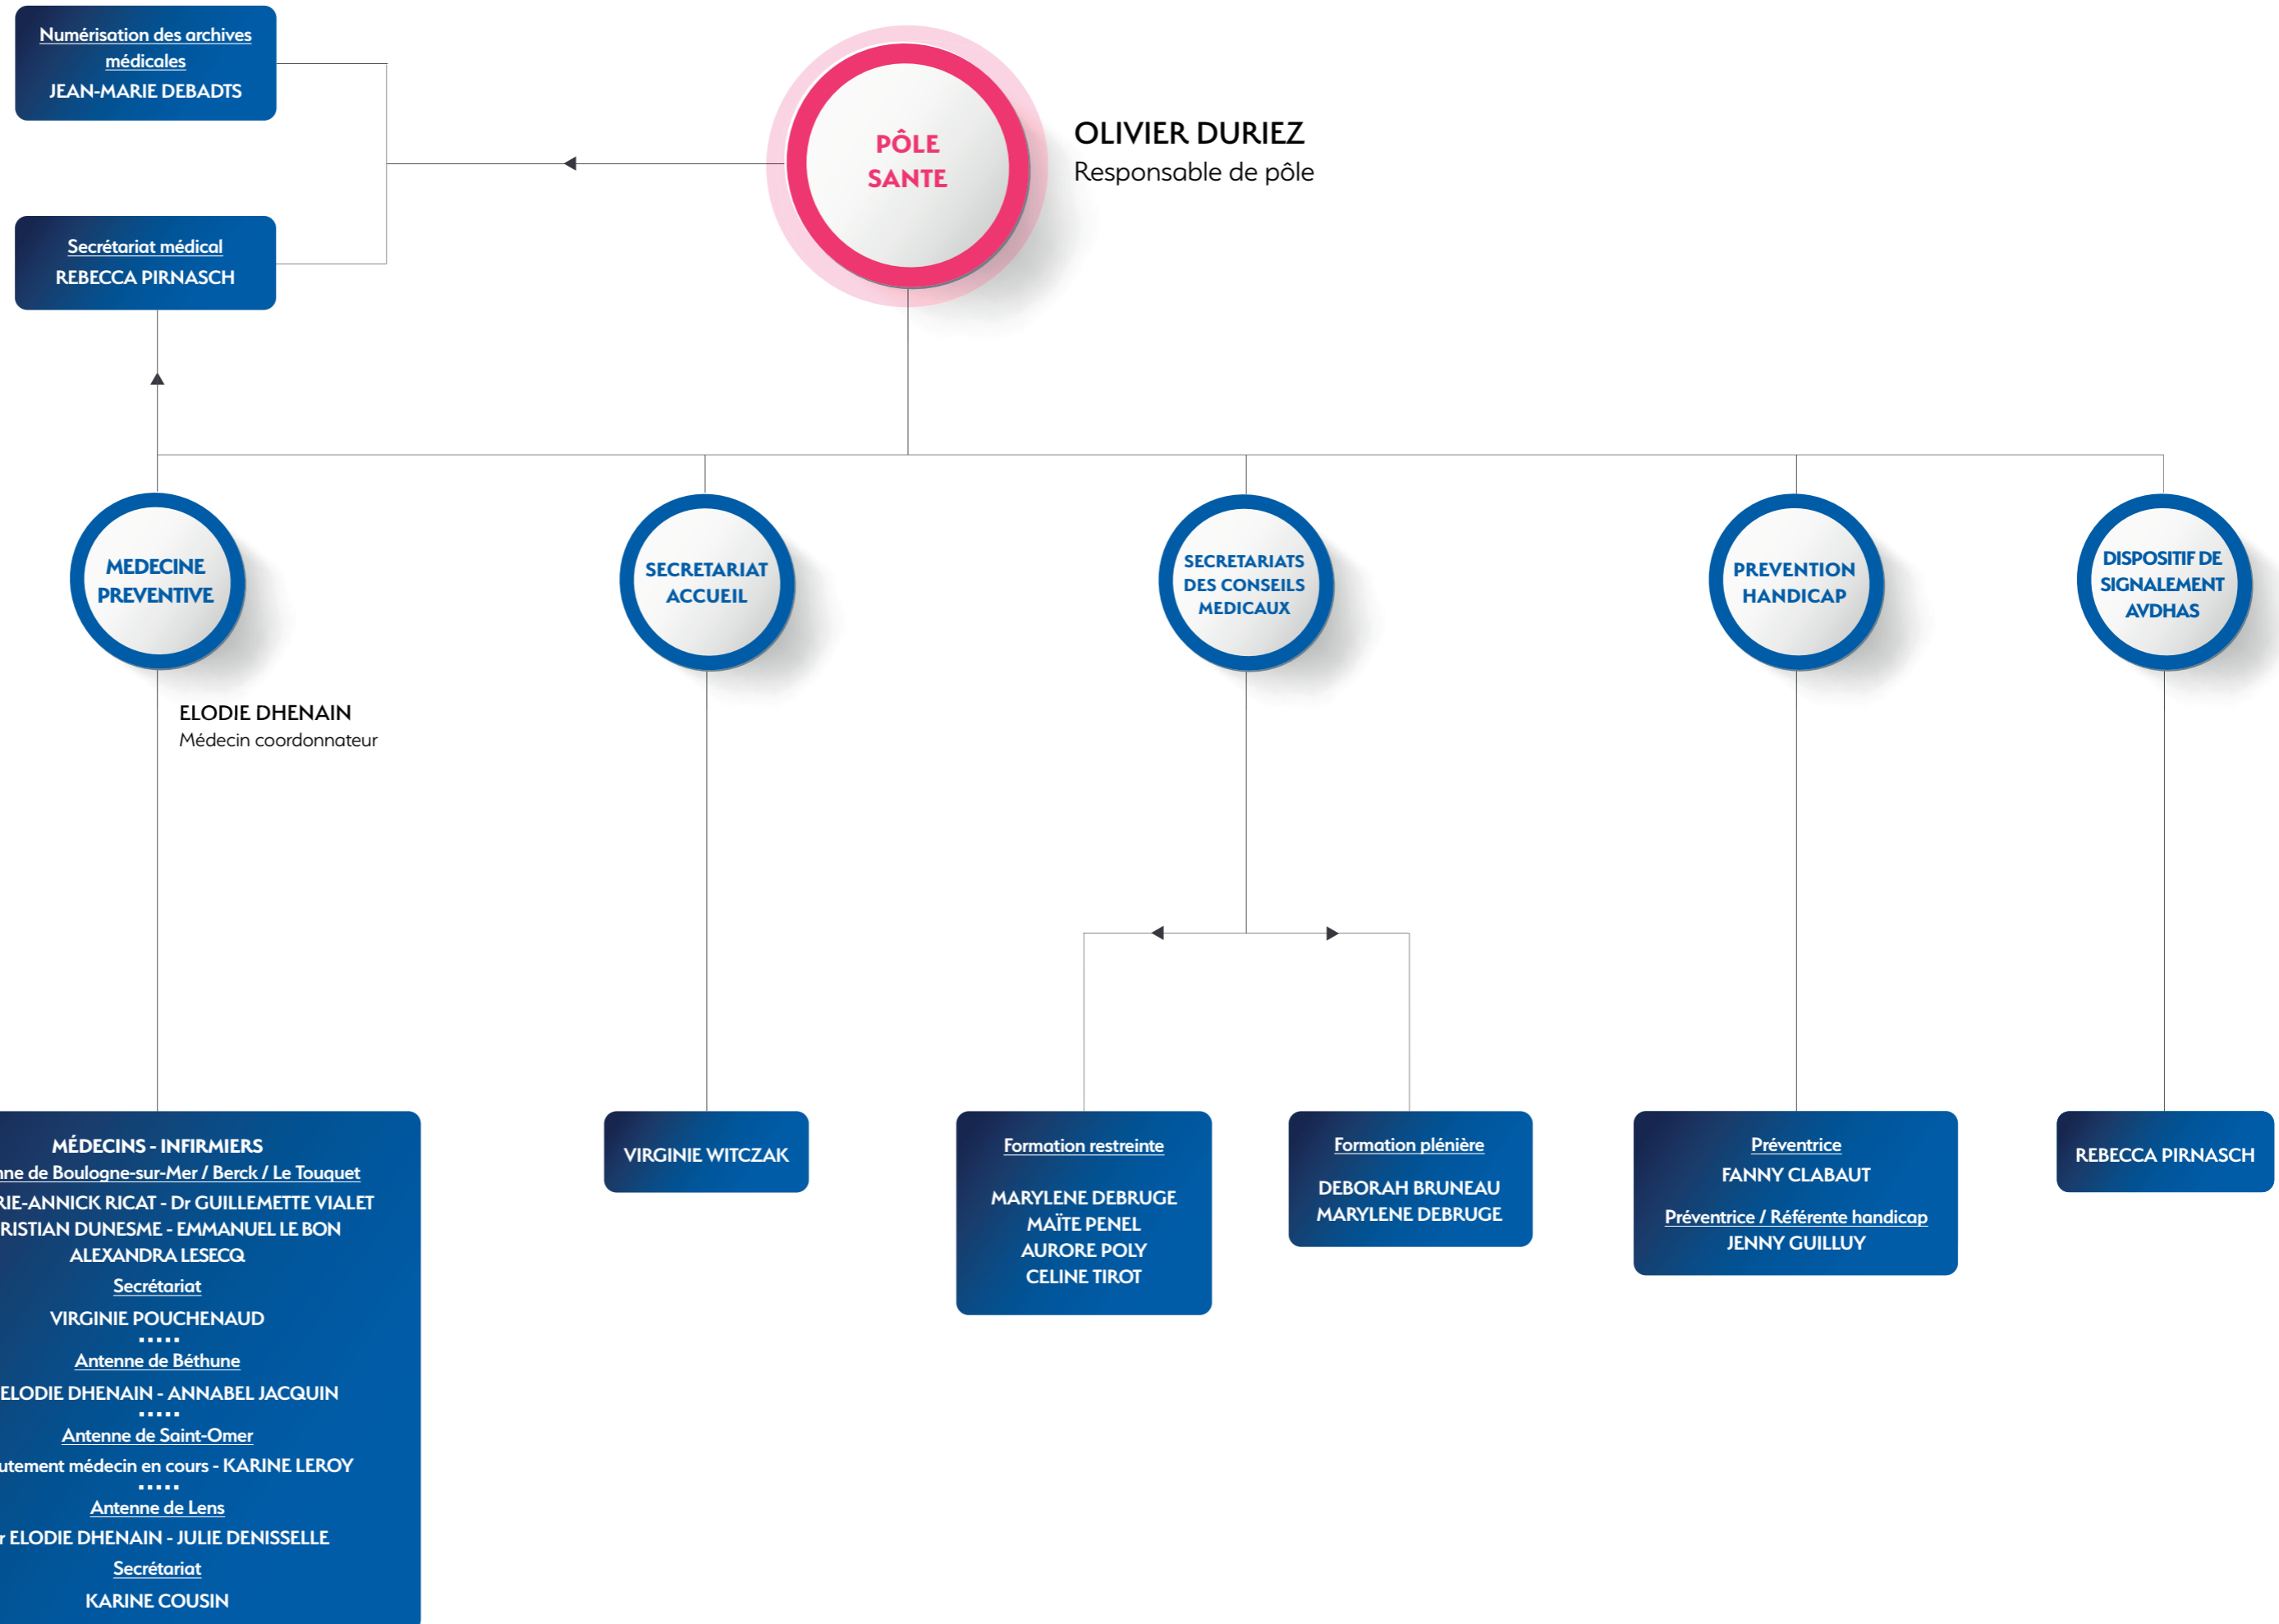 Numérisation des archives
médicales
JEAN-MARIE DEBADTS
PÔLE
SANTE
OLIVIER DURIEZ
Responsable de pôle
Secrétariat médical
REBECCA PIRNASCH
MEDECINE
PREVENTIVE
ELODIE DHENAIN
Médecin coordonnateur
SECRETARIAT
ACCUEIL
SECRETARIATS
DES CONSEILS
MEDICAUX
PREVENTION
HANDICAP
DISPOSITIF DE
SIGNALEMENT
AVDHAS
MÉDECINS - INFIRMIERS
de Boulogne-sur-Mer / Berck / Le Touquet
RIE-ANNICK RICAT - Dr GUILLEMETTE VIALET
RISTIAN DUNESME - EMMANUEL LE BON
ALEXANDRA LESECQ
Secrétariat
VIRGINIE POUCHENAUD
Antenne de Béthune
ELODIE DHENAIN - ANNABEL JACQUIN
Antenne de Saint-Omer
utement médecin en cours - KARINE LEROY
Antenne de Lens
r ELODIE DHENAIN - JULIE DENISSELLE
Secrétariat
KARINE COUSIN
VIRGINIE WITCZAK
Formation restreinte
MARYLENE DEBRUGE
MAÏTE PENEL
AURORE POLY
CELINE TIROT
Formation plénière
DEBORAH BRUNEAU
MARYLENE DEBRUGE
Préventrice
FANNY CLABAUT
Préventrice / Référente handicap
JENNY GUILLUY
REBECCA PIRNASCH